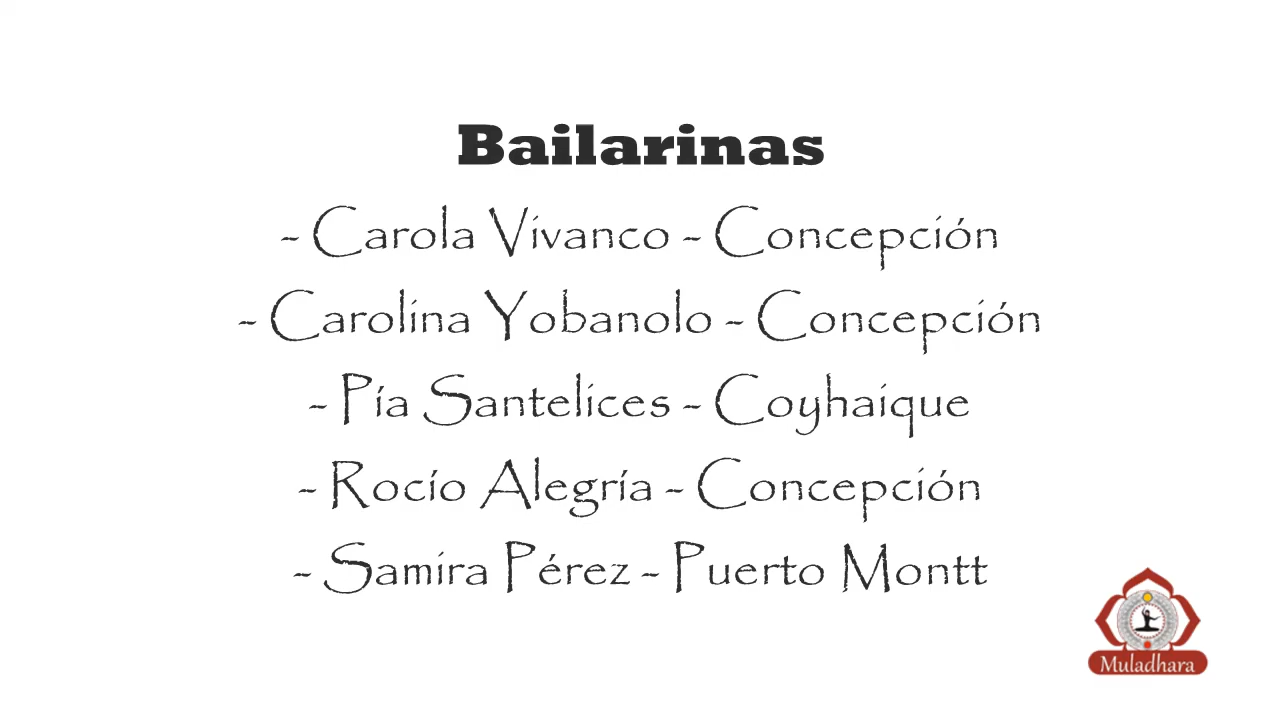 Bailarinas
- Carola Vivanco - Concepción
- Carolina Yobanolo - Concepción
- Pía Santelices - Coyhaique
- Rocío Alegría - Concepción
- Samira Pérez - Puerto Montt
Muladhara